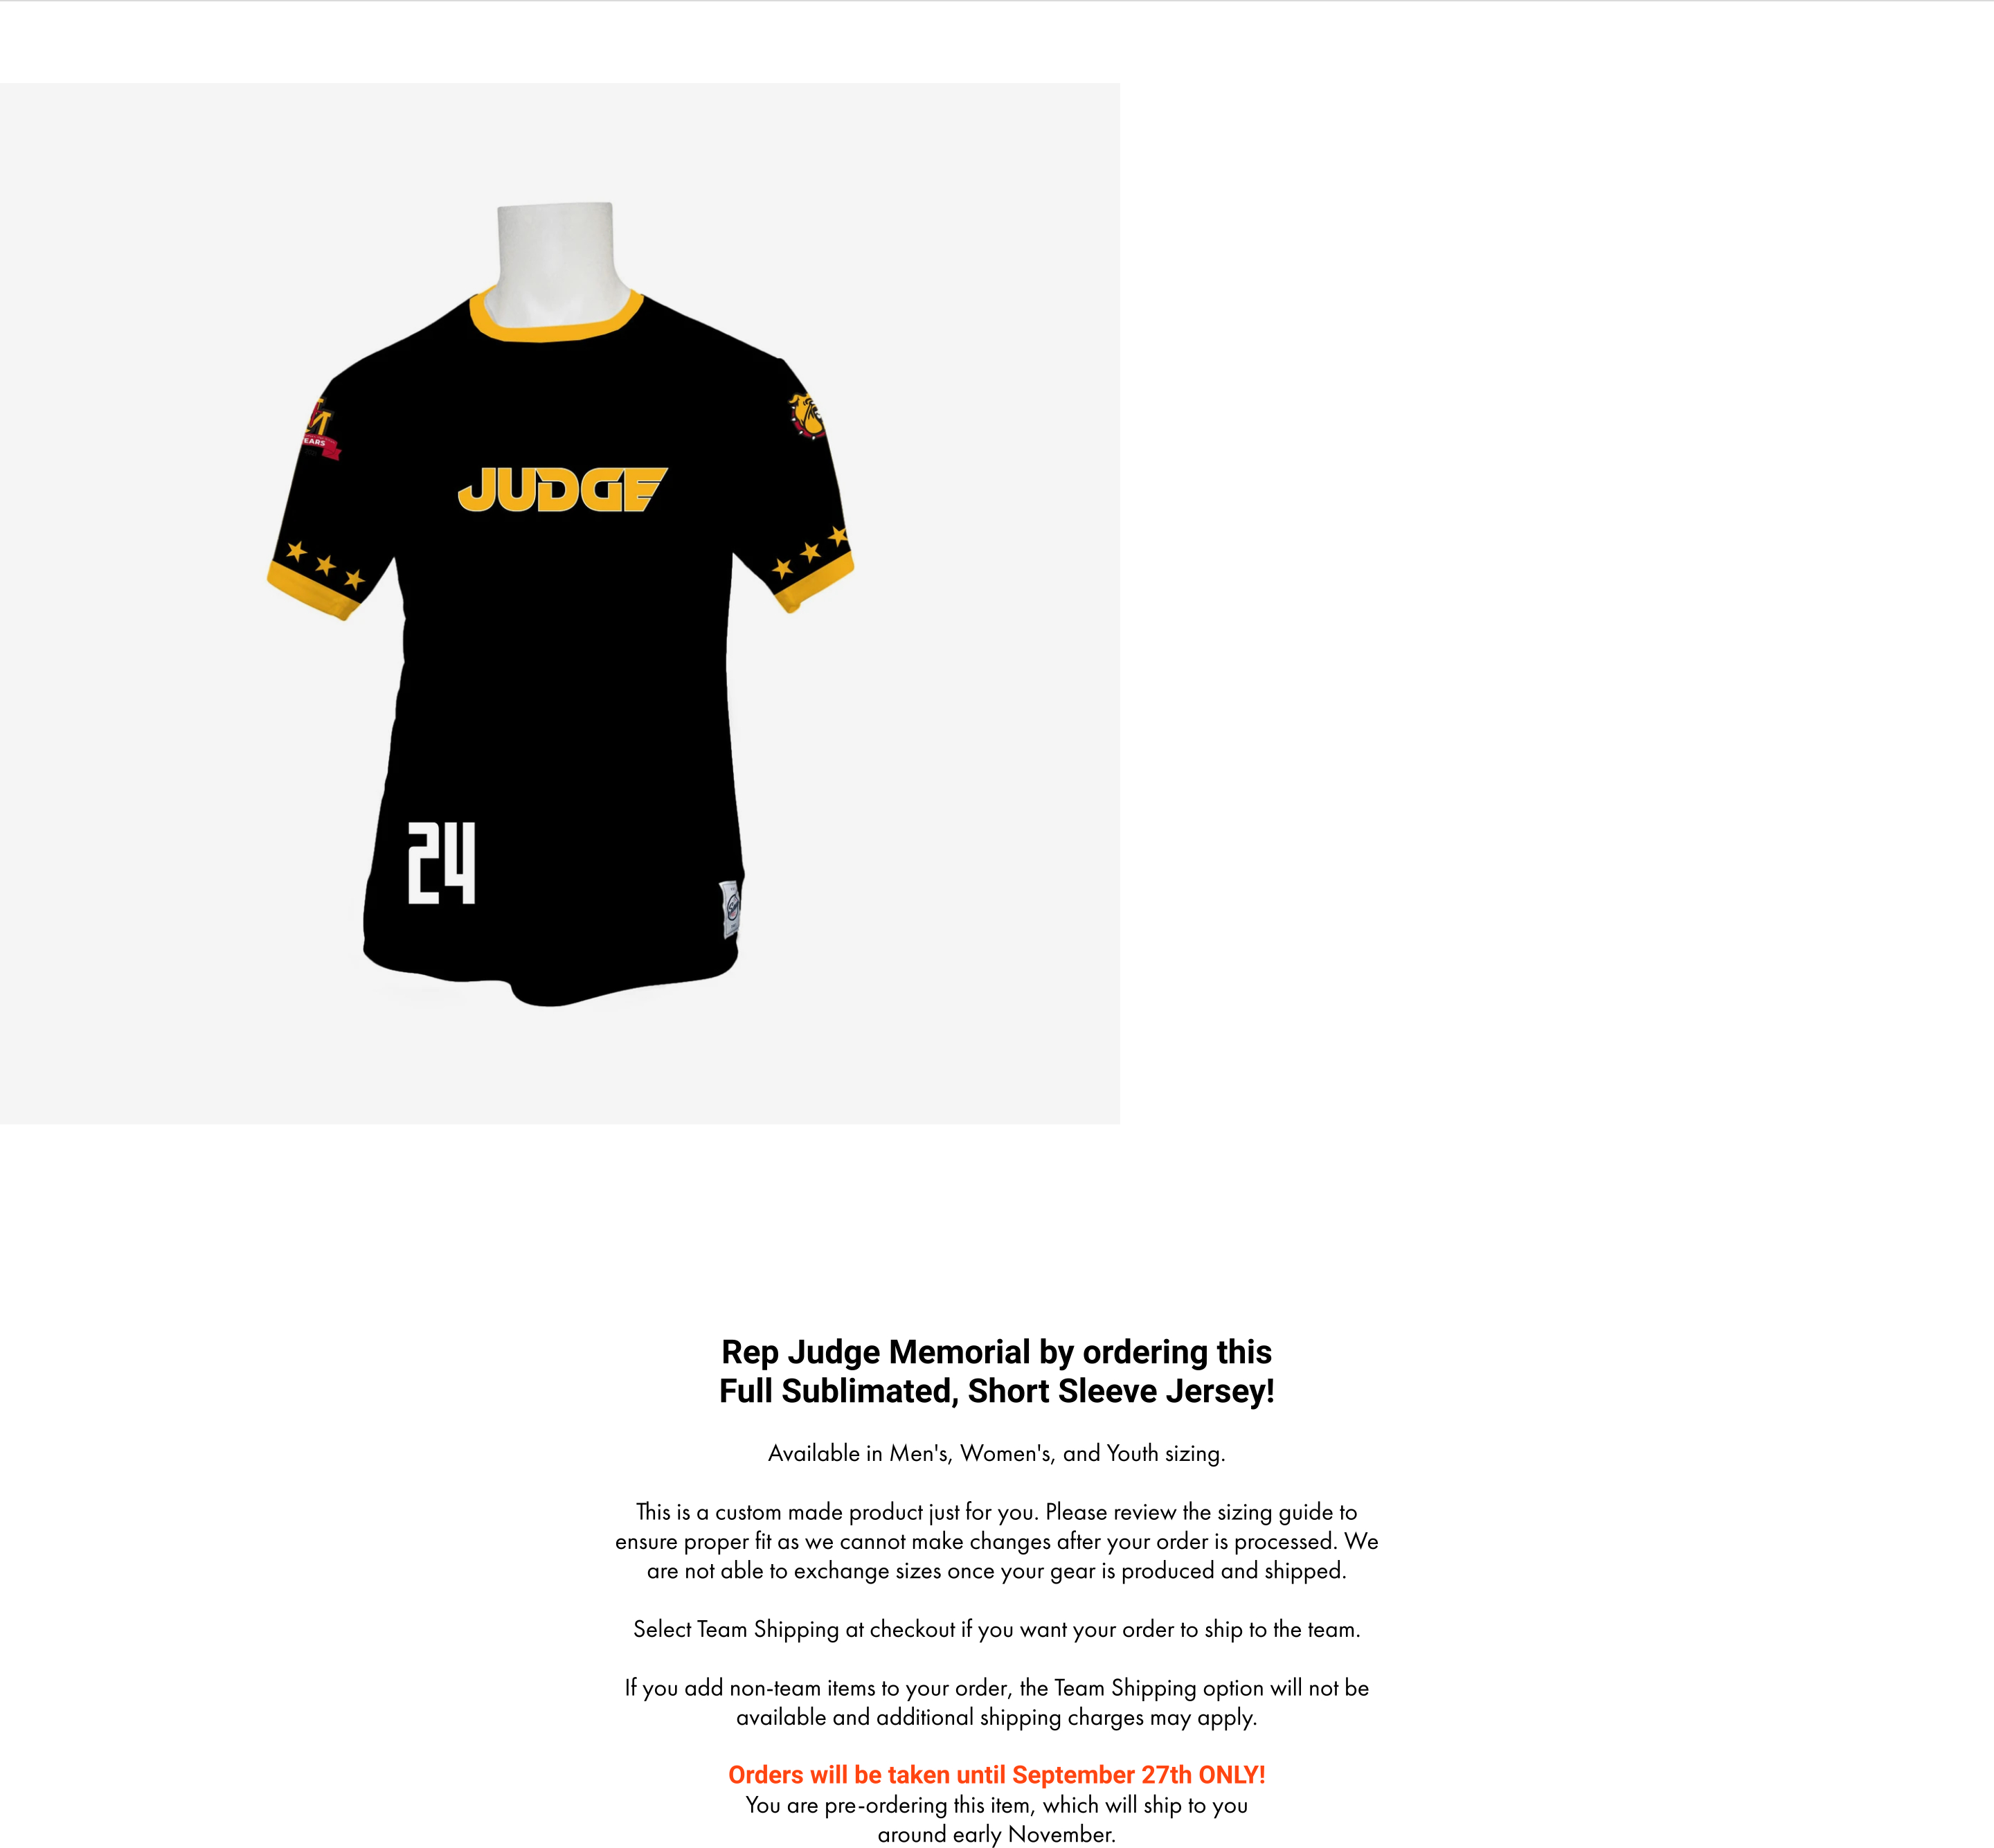 EARS
JUDGE
24
Rep Judge Memorial by ordering this
Full Sublimated, Short Sleeve Jersey!
Available in Men's, Women's, and Youth sizing.
This is a custom made product just for you. Please review the sizing guide to
ensure proper fit as we cannot make changes after your order is processed. We
are not able to exchange sizes once your gear is produced and shipped.
Select Team Shipping at checkout if you want your order to ship to the team.
If you add non-team items to your order, the Team Shipping option will not be
available and additional shipping charges may apply.
Orders will be taken until September 27th ONLY!
You are pre-ordering this item, which will ship to you
around early November.